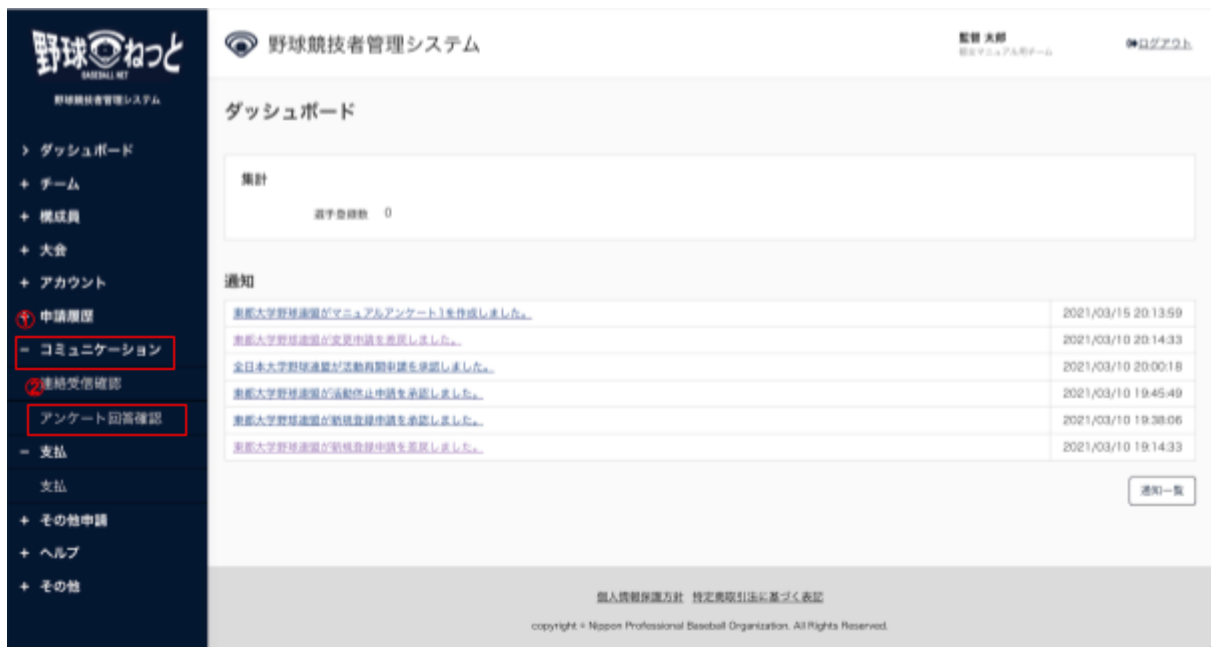 野球ねっと
BASEBALL NET
野球競技者管理システム
野球競技者管理システム
監督 太郎
ログアウト
ダッシュボード
› ダッシュボード
+ チーム
+ 構成員
+ 大会
+ アカウント
① 申請履歴
− コミュニケーション
②連絡受信確認
アンケート回答確認
− 支払
支払
+ その他申請
+ ヘルプ
+ その他
集計
選手登録数 0
通知
東都大学野球連盟がマニュアルアンケート1を作成しました。 2021/03/15 20:13:59
東都大学野球連盟が変更申請を差戻しました。 2021/03/10 20:14:33
全日本大学野球連盟が活動再開申請を承認しました。 2021/03/10 20:00:18
東都大学野球連盟が活動休止申請を承認しました。 2021/03/10 19:45:49
東都大学野球連盟が新規登録申請を承認しました。 2021/03/10 19:38:06
東都大学野球連盟が新規登録申請を差戻しました。 2021/03/10 19:14:33
通知一覧
個人情報保護方針 特定商取引法に基づく表記
copyright © Nippon Professional Baseball Organization. All Rights Reserved.